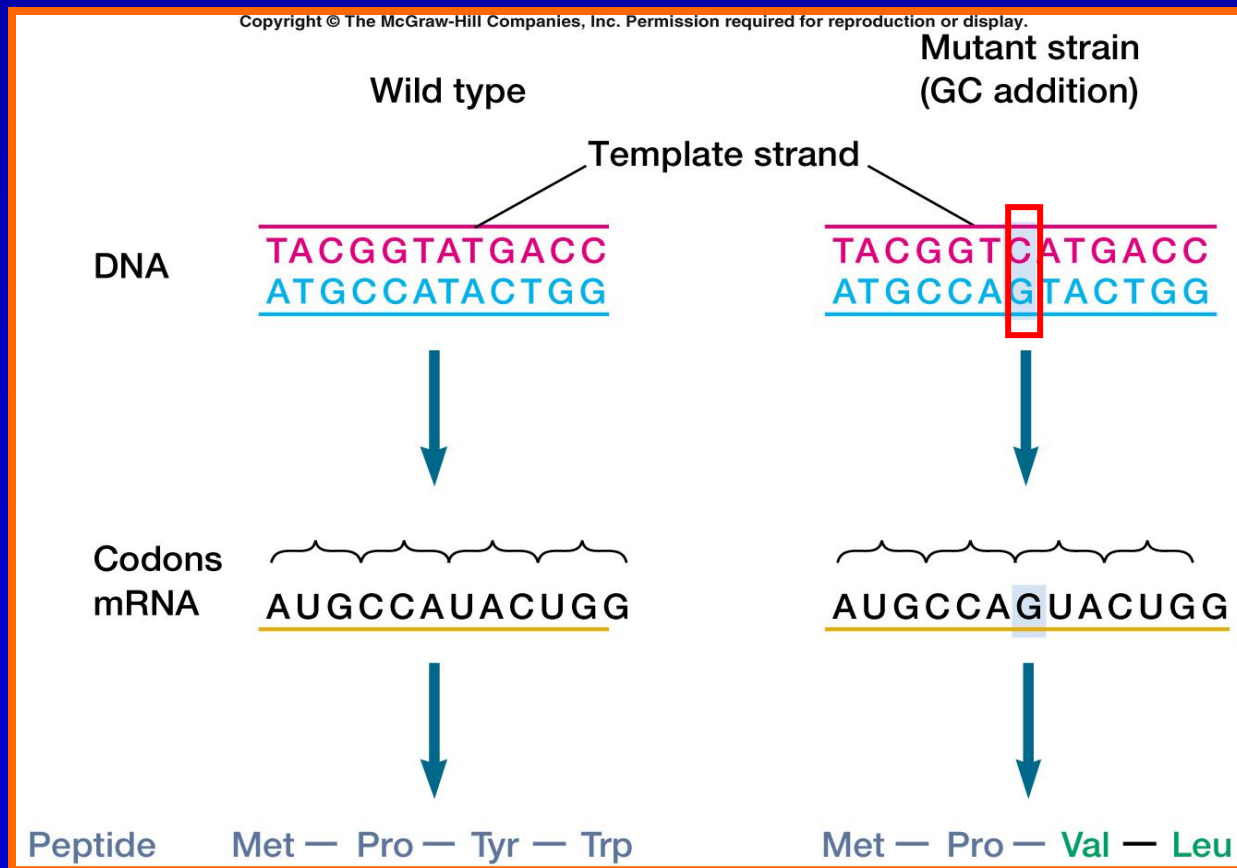 Copyright © The McGraw-Hill Companies, Inc. Permission required for reproduction or display.
Wild type
Mutant strain
(GC addition)
Template strand
DNA
TACGGTATGACC
ATGCCATACTGG
TACGGTCATGACC
ATGCCAGTACTGG
Codons
mRNA
AUGCCAUACUGG
AUGCCAGUACUGG
Peptide
Met — Pro — Tyr — Trp
Met — Pro — Val — Leu